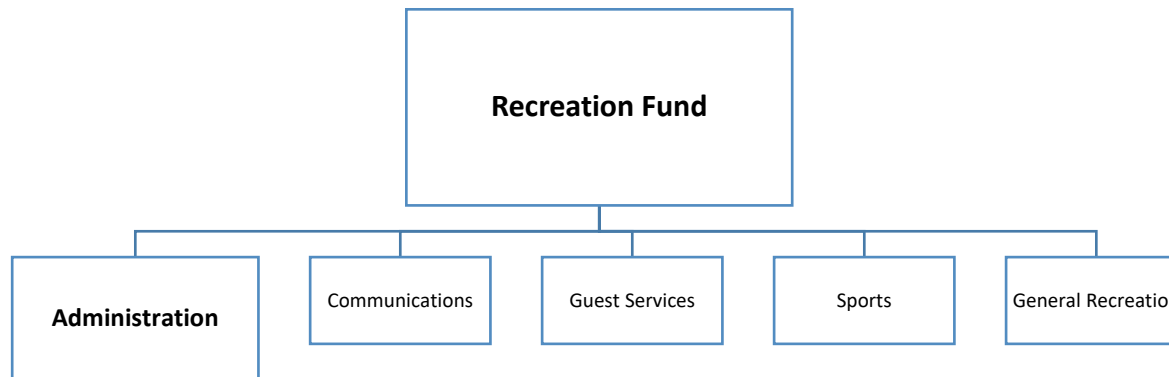 Recreation Fund
Administration
Communications
Guest Services
Sports
General Recreatio